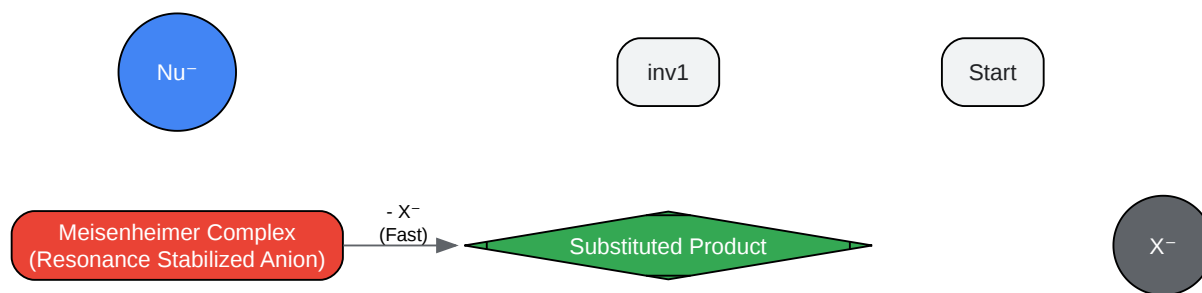 Nu⁻
inv1
Start
Meisenheimer Complex
(Resonance Stabilized Anion)
- X⁻
(Fast)
Substituted Product
X⁻